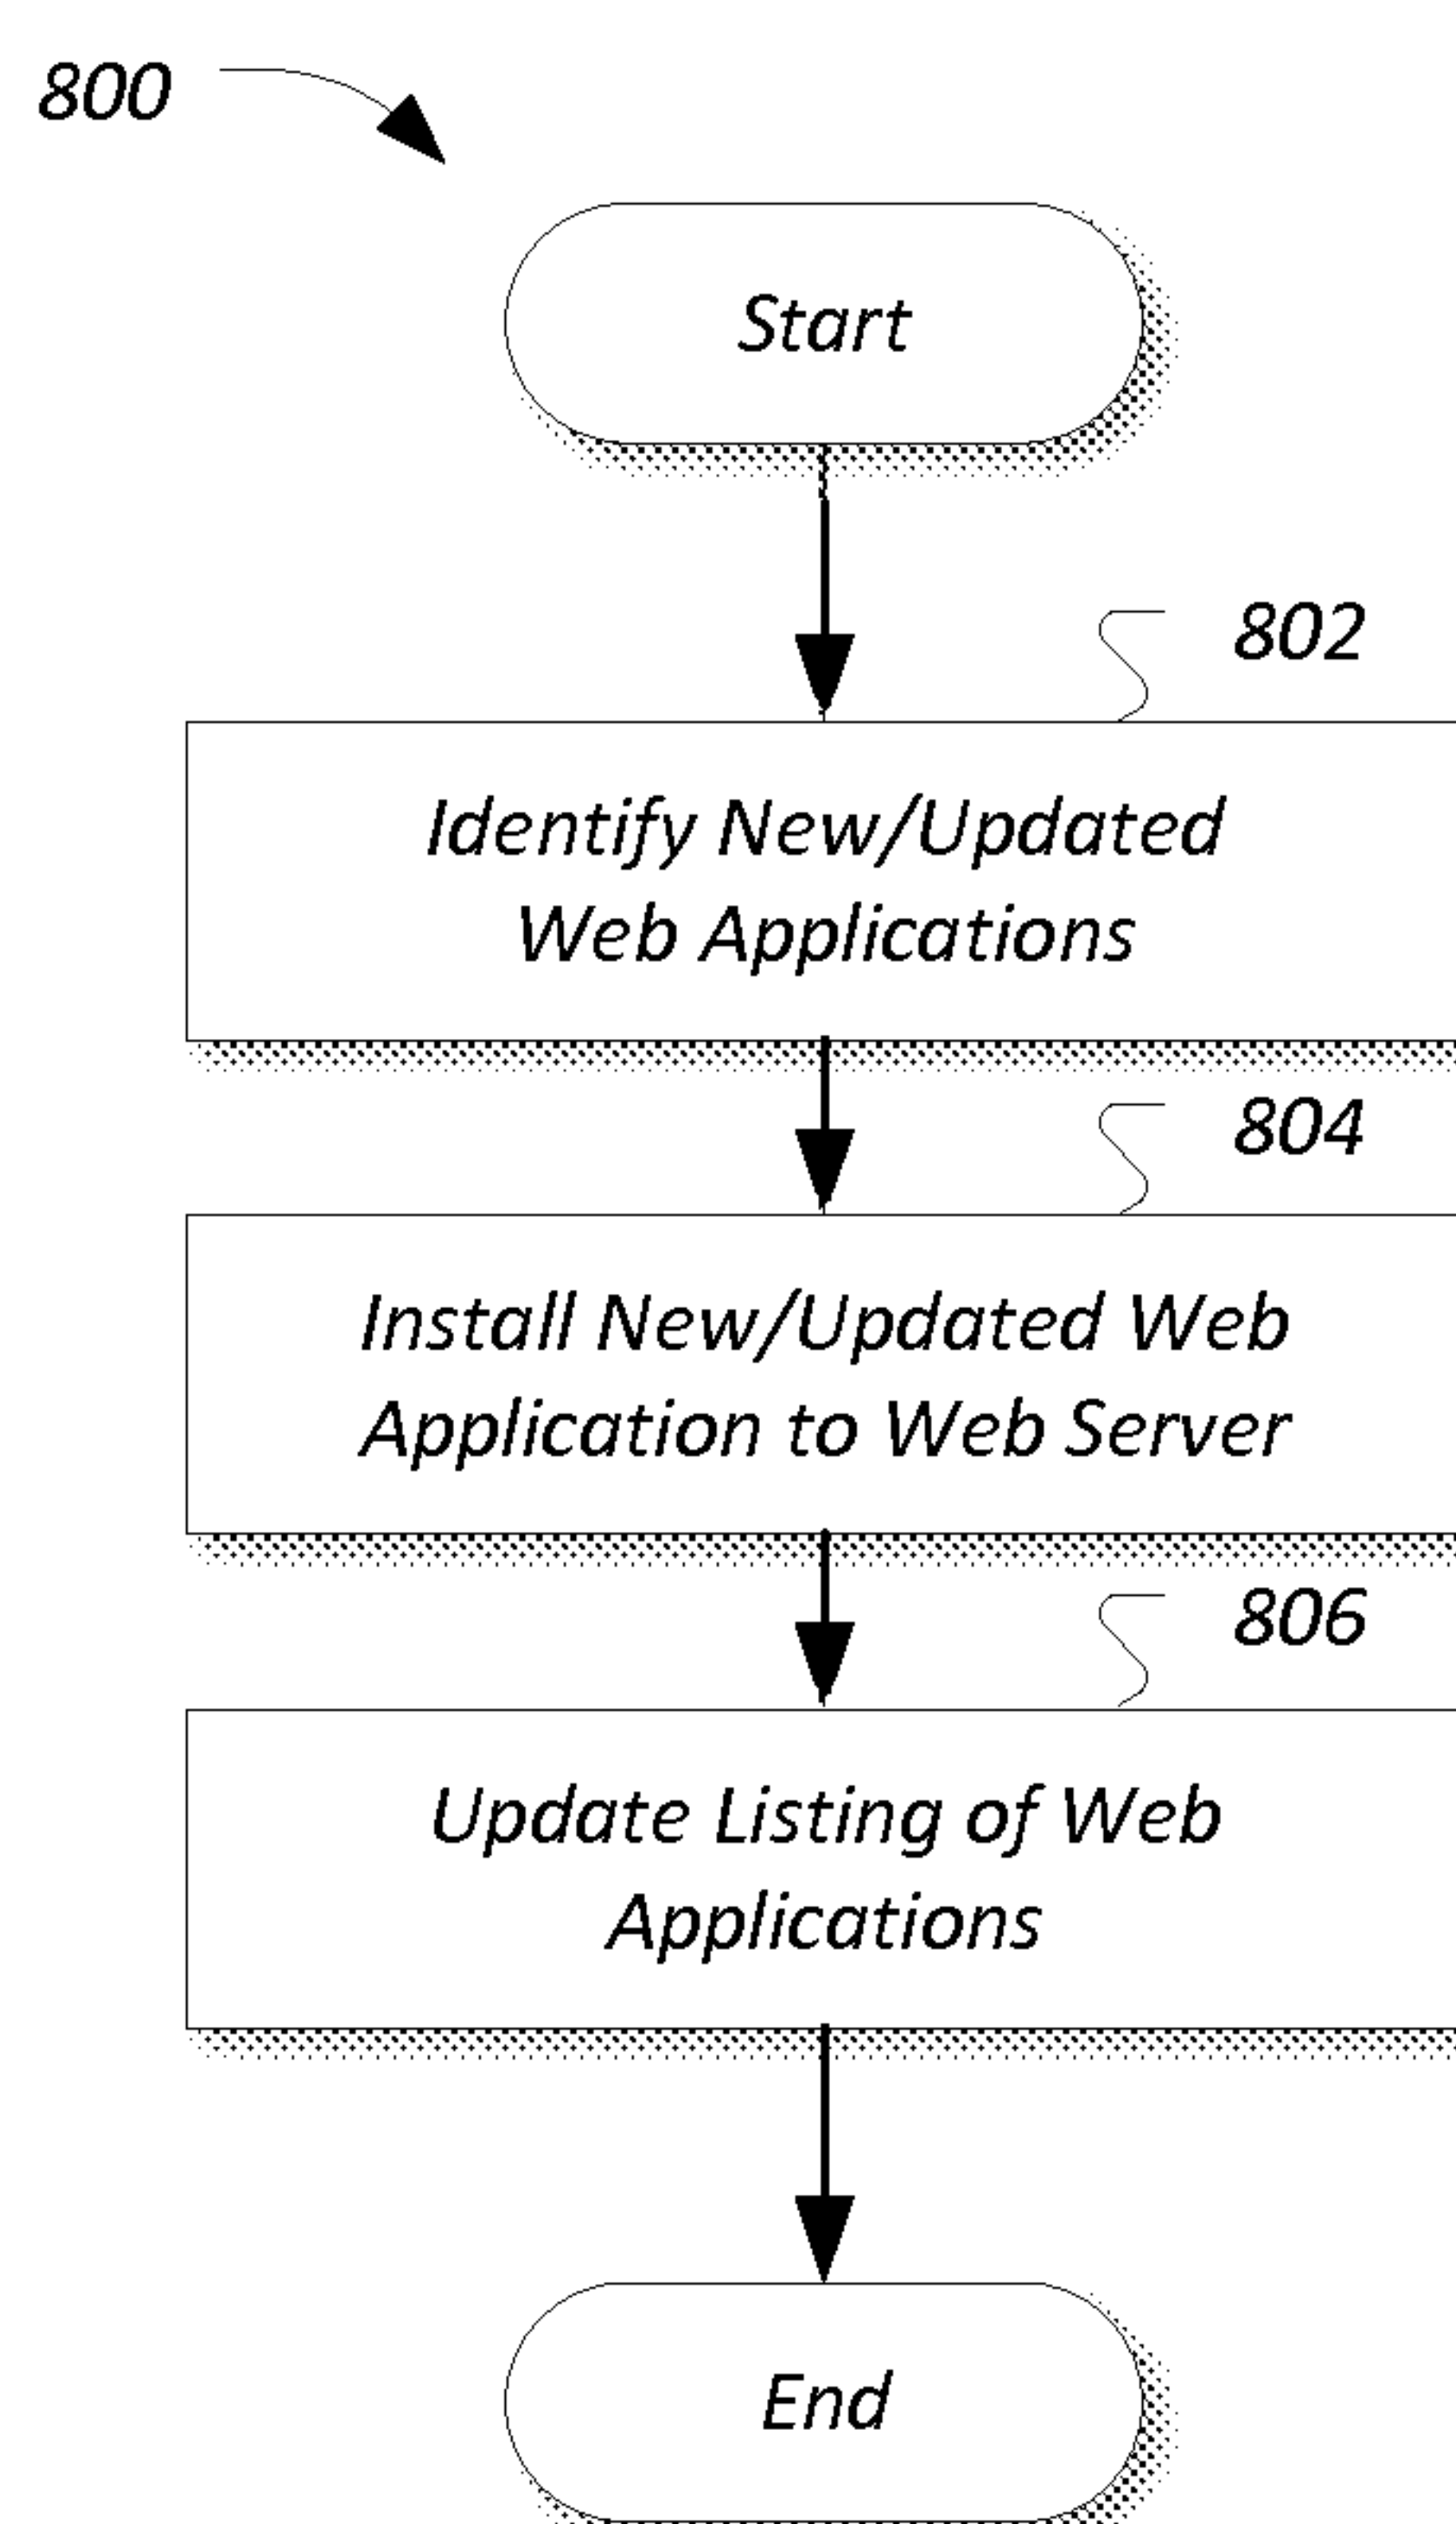 800
Start
802
Identify New/Updated
Web Applications
804
Install New/Updated Web
Application to Web Server
806
Update Listing of Web
Applications
End